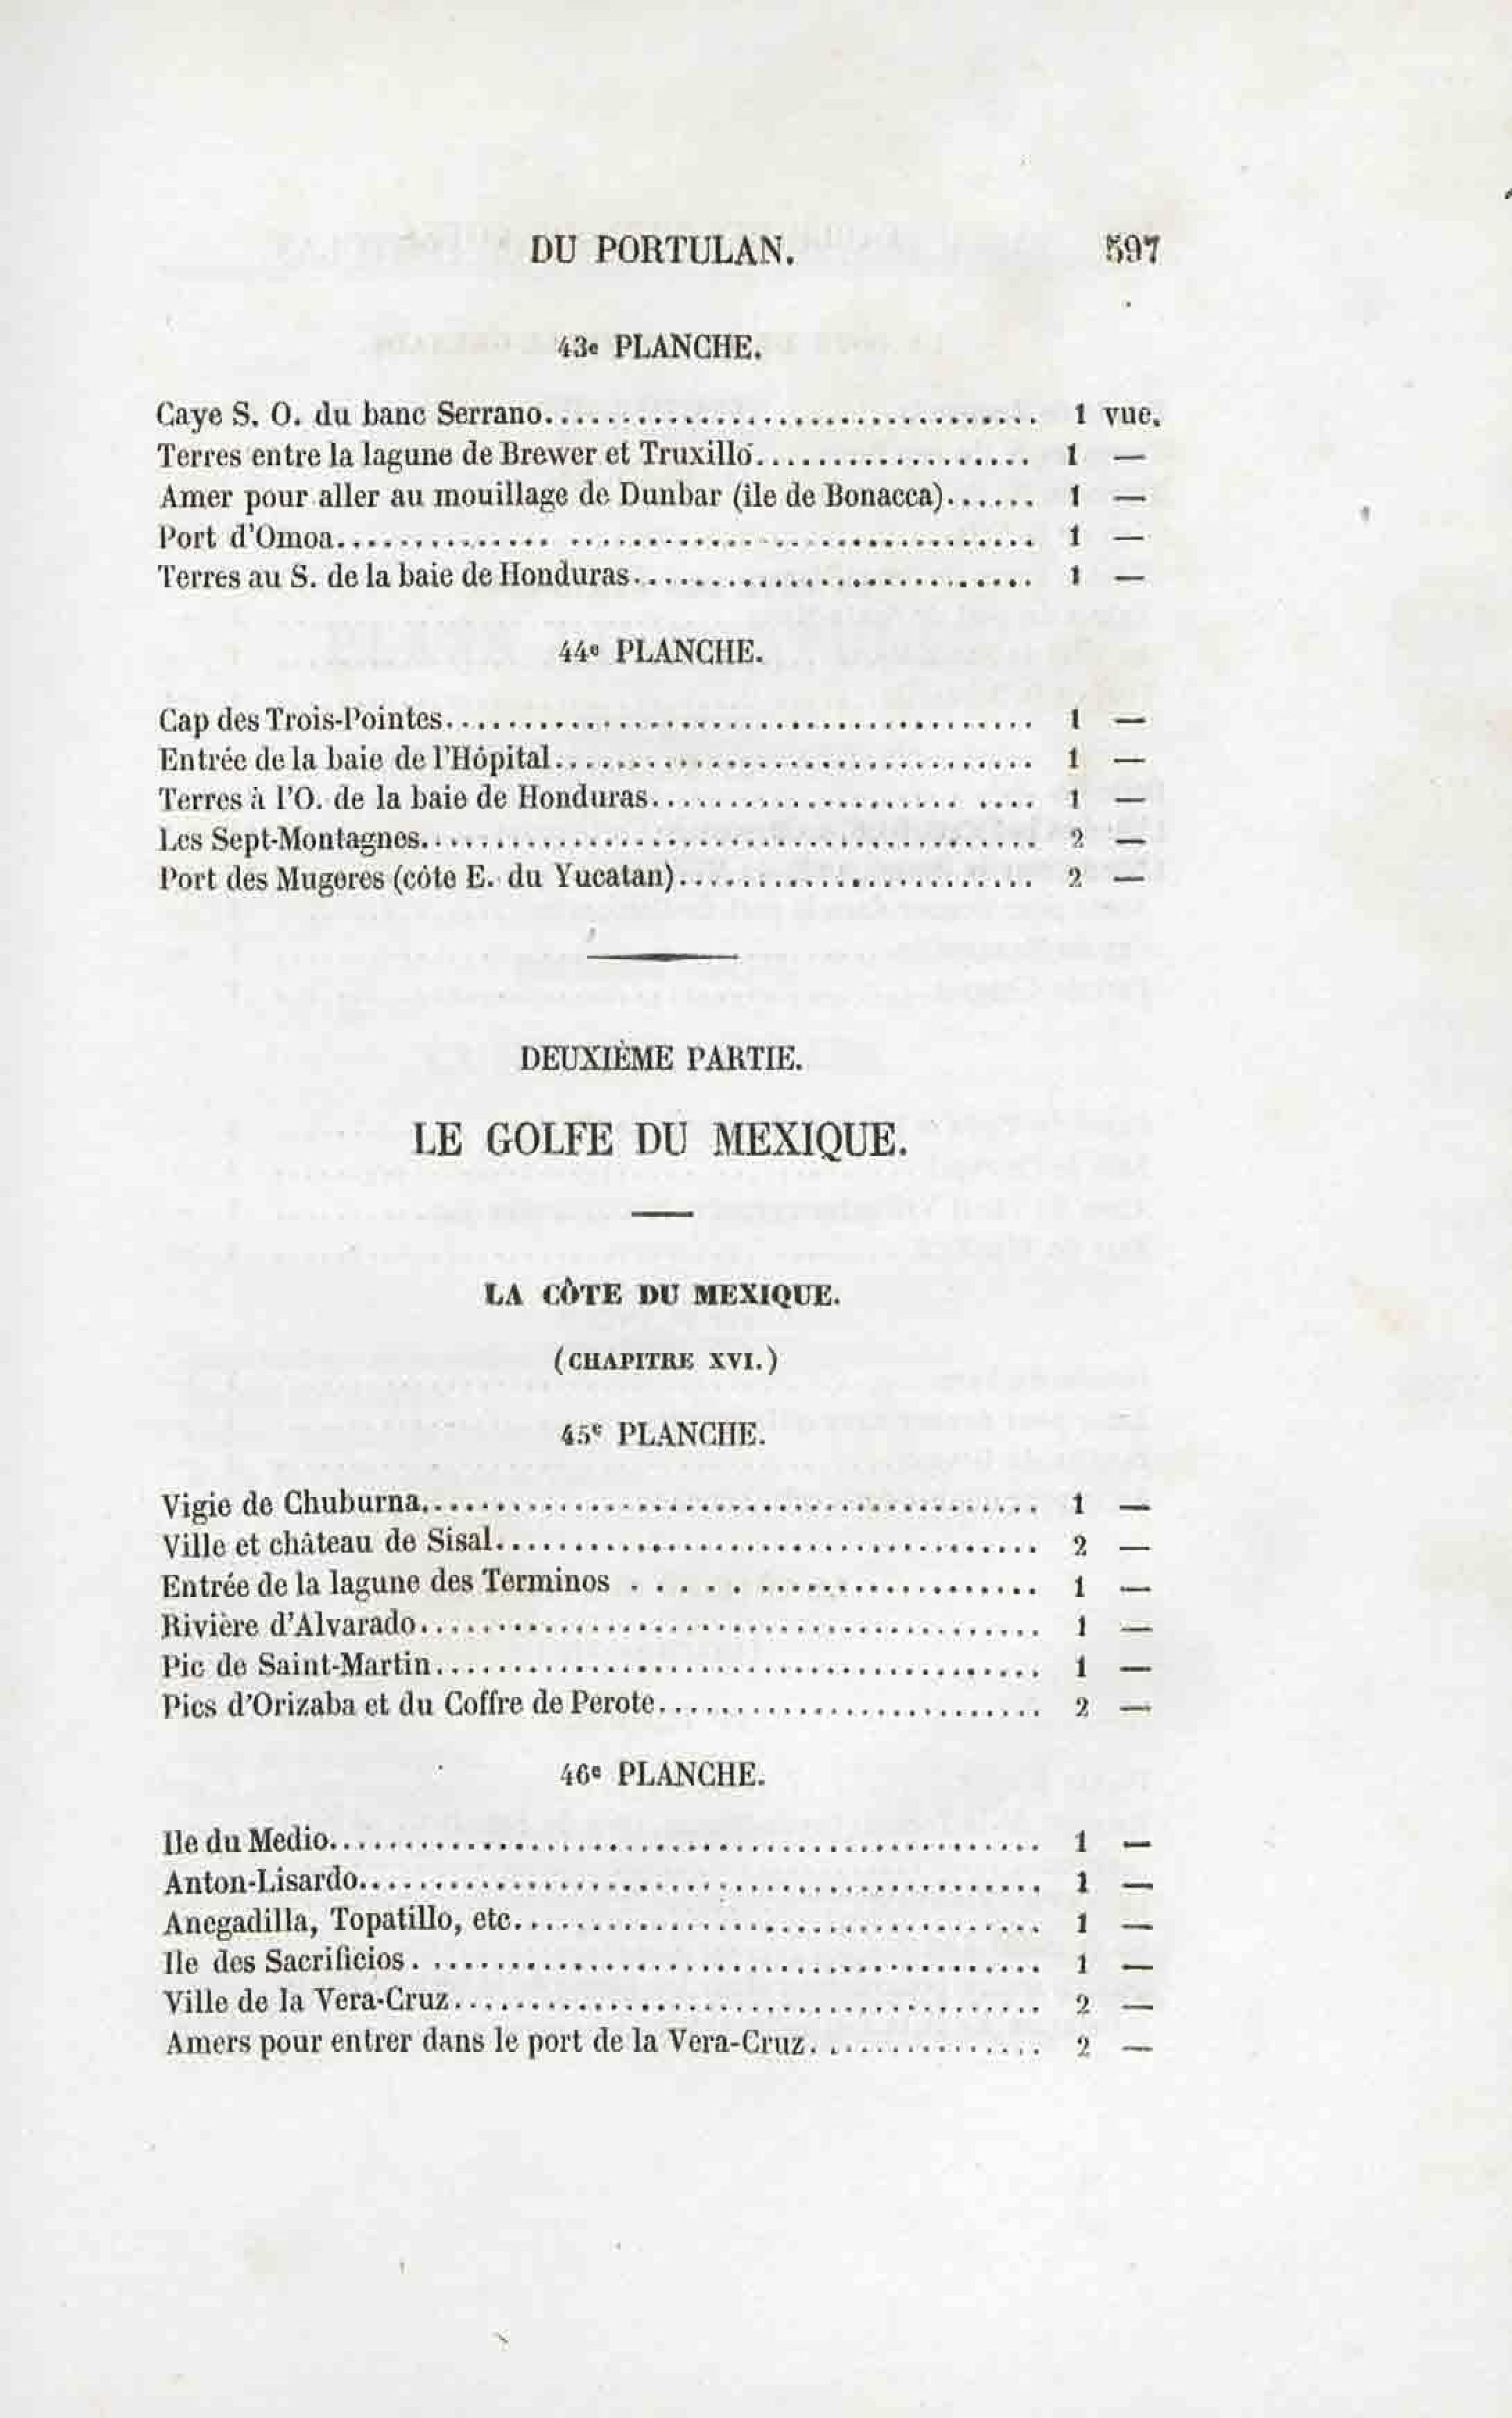 DU PORTULAN. 597
43e PLANCHE.
Caye S. O. du banc Serrano................................ 1 vue.
Terres entre la lagune de Brewer et Truxillo.................. 1 —
Amer pour aller au mouillage de Dunbar (ile de Bonacca)...... 1 —
Port d'Omoa............................................. 1 —
Terres au S. de la baie de Honduras.......................... 1 —
44e PLANCHE.
Cap des Trois-Pointes...................................... 1 —
Entrée de la baie de l'Hôpital............................... 1 —
Terres à l'O. de la baie de Honduras........................ 1 —
Les Sept-Montagnes........................................ 2 —
Port des Mugeres (côte E. du Yucatan)....................... 2 —
DEUXIÈME PARTIE.
LE GOLFE DU MEXIQUE.
LA CÔTE DU MEXIQUE.
(CHAPITRE XVI.)
45e PLANCHE.
Vigie de Chuburna........................................ 1 —
Ville et château de Sisal................................... 2 —
Entrée de la lagune des Terminos ........................ 1 —
Rivière d'Alvarado........................................ 1 —
Pic de Saint-Martin....................................... 1 —
Pics d'Orizaba et du Coffre de Perote......................... 2 —
46e PLANCHE.
Ile du Medio.............................................. 1 —
Anton-Lisardo............................................ 1 —
Anegadilla, Topatillo, etc.................................. 1 —
Ile des Sacrificios......................................... 1 —
Ville de la Vera-Cruz...................................... 2 —
Amers pour entrer dans le port de la Vera-Cruz............... 2 —